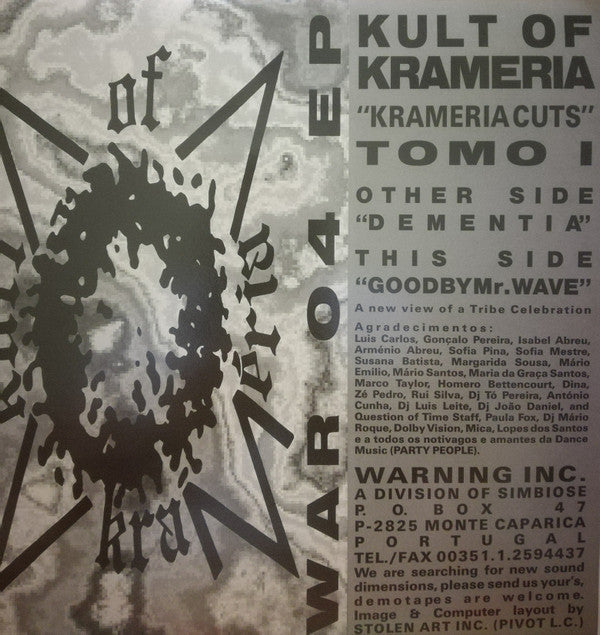 of
eria
kra
WAR 04 EP
KULT OF
KRAMERIA
"KRAMERIA CUTS"
TOMO I
OTHER SIDE
"DEMENTIA"
THIS SIDE
"GOODBYMr.WAVE"
A new view of a Tribe Celebration
Agradecimentos:
Luis Carlos, Gonçalo Pereira, Isabel Abreu,
Arménio Abreu, Sofia Pina, Sofia Mestre,
Susana Batista, Margarida Sousa, Mário
Emilio, Mário Santos, Maria da Graça Santos,
Marco Taylor, Homero Bettencourt, Dina,
Zé Pedro, Rui Silva, Dj Tó Pereira, António
Cunha, Dj Luis Leite, Dj João Daniel, and
Question of Time Staff, Paula Fox, Dj Mário
Roque, Dolby Vision, Mica, Lopes dos Santos
e a todos os notivagos e amantes da Dance
Music (PARTY PEOPLE).
WARNING INC.
A DIVISION OF SIMBIOSE
P. O. BOX 47
P-2825 MONTE CAPARICA
PORTUGAL
TEL./FAX 00351.1.2594437
We are searching for new sound
dimensions, please send us your's,
demotapes are welcome.
Image & Computer layout by
STOLEN ART INC. (PIVOT L.C.)